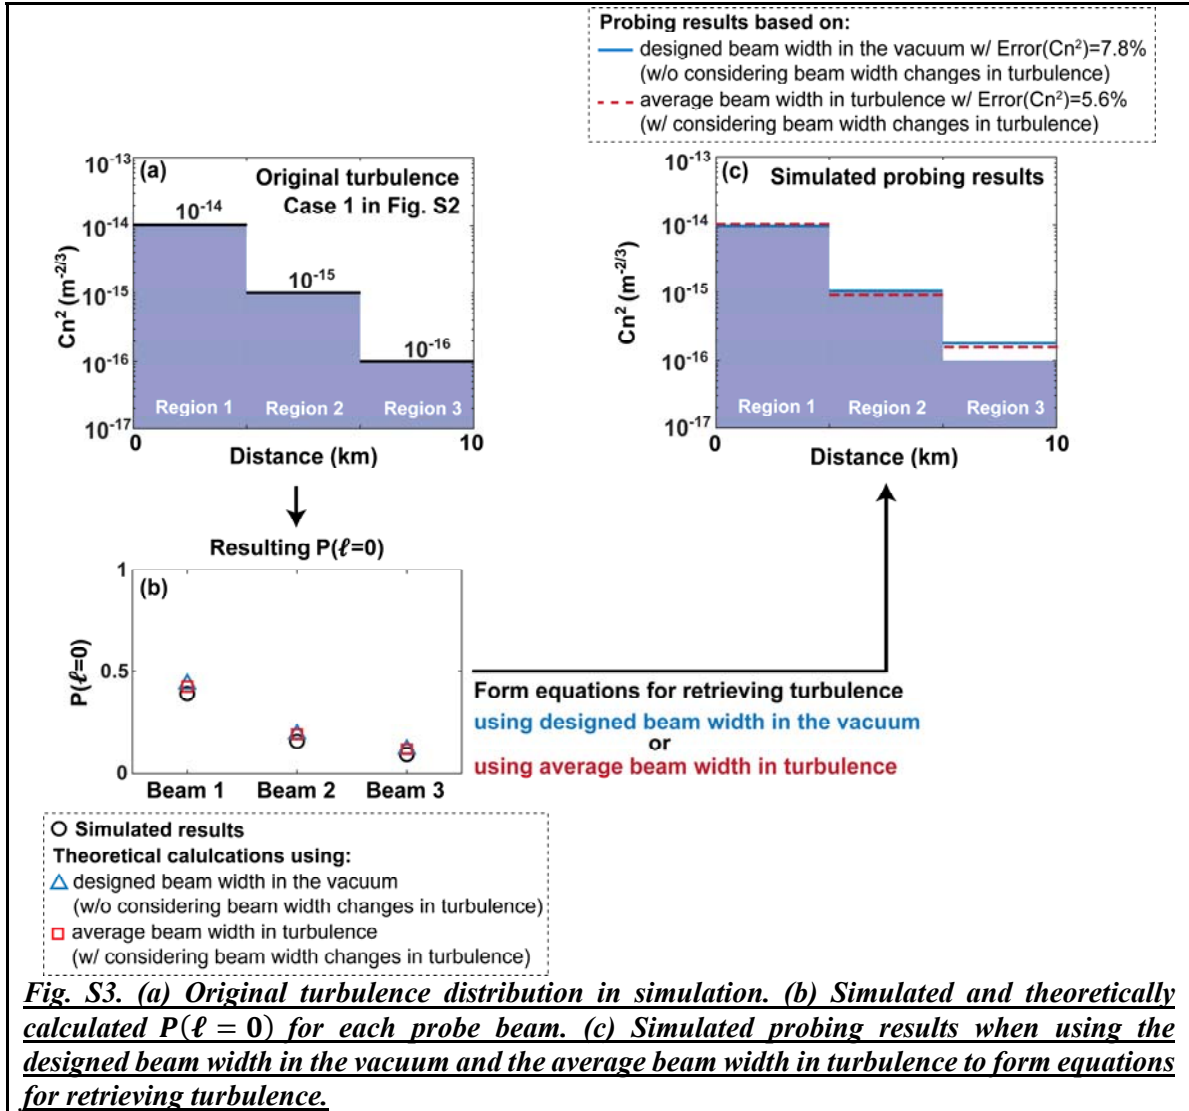 Probing results based on:
designed beam width in the vacuum w/ Error(Cn²)=7.8%
(w/o considering beam width changes in turbulence)
average beam width in turbulence w/ Error(Cn²)=5.6%
(w/ considering beam width changes in turbulence)
(a)
Original turbulence
Case 1 in Fig. S2
10⁻¹³
10⁻¹⁴
10⁻¹⁵
10⁻¹⁶
10⁻¹⁷
Cn² (m⁻²/³)
10⁻¹⁴
10⁻¹⁵
10⁻¹⁶
Region 1 Region 2 Region 3
0 10
Distance (km)
(c) Simulated probing results
10⁻¹³
10⁻¹⁴
10⁻¹⁵
10⁻¹⁶
10⁻¹⁷
Cn² (m⁻²/³)
Region 1 Region 2 Region 3
0 10
Distance (km)
Resulting P(ℓ=0)
(b)
1
0.5
0
P(ℓ=0)
Beam 1 Beam 2 Beam 3
Form equations for retrieving turbulence
using designed beam width in the vacuum
or
using average beam width in turbulence
Simulated results
Theoretical calulcations using:
designed beam width in the vacuum
(w/o considering beam width changes in turbulence)
average beam width in turbulence
(w/ considering beam width changes in turbulence)
Fig. S3. (a) Original turbulence distribution in simulation. (b) Simulated and theoretically
calculated P(ℓ = 0) for each probe beam. (c) Simulated probing results when using the
designed beam width in the vacuum and the average beam width in turbulence to form equations
for retrieving turbulence.